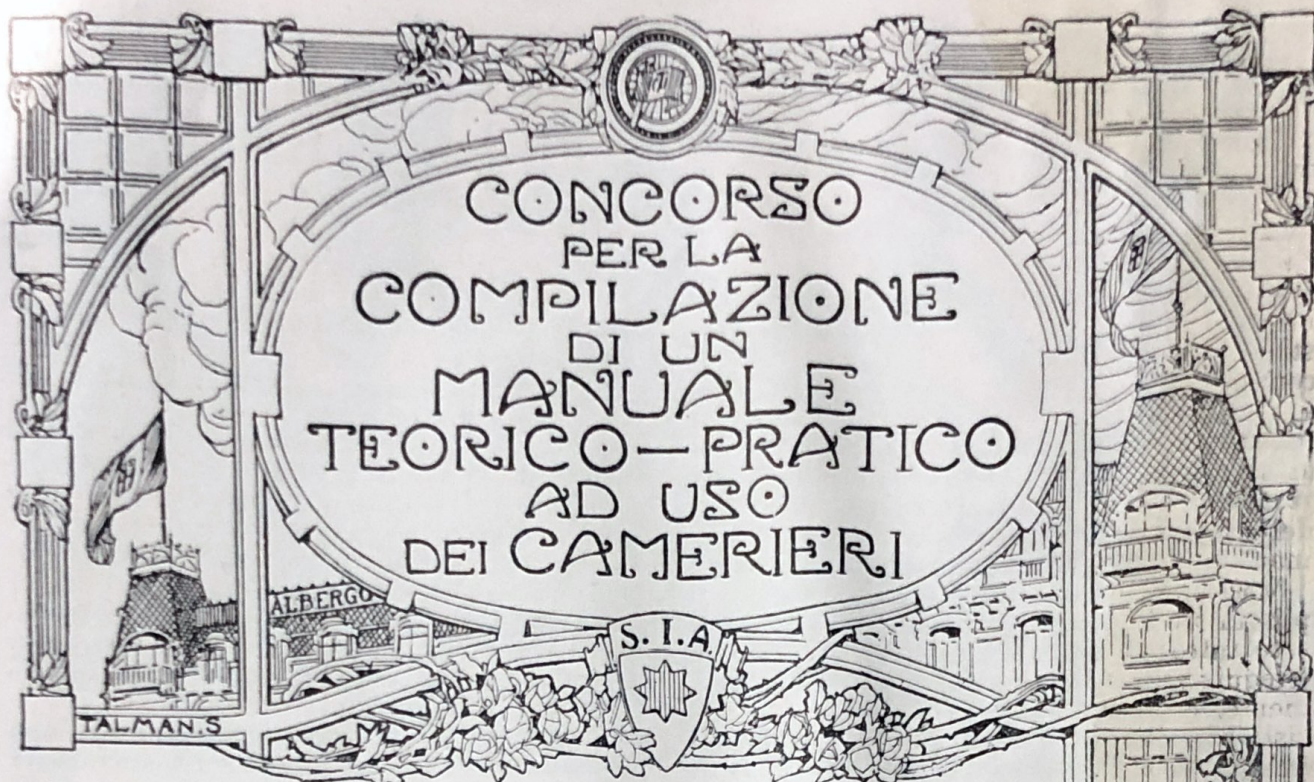 CONCORSO
PER LA
COMPILAZIONE
DI UN
MANUALE
TEORICO—PRATICO
AD USO
DEI CAMERIERI
ALBERGO
S. I. A.
TALMAN.S